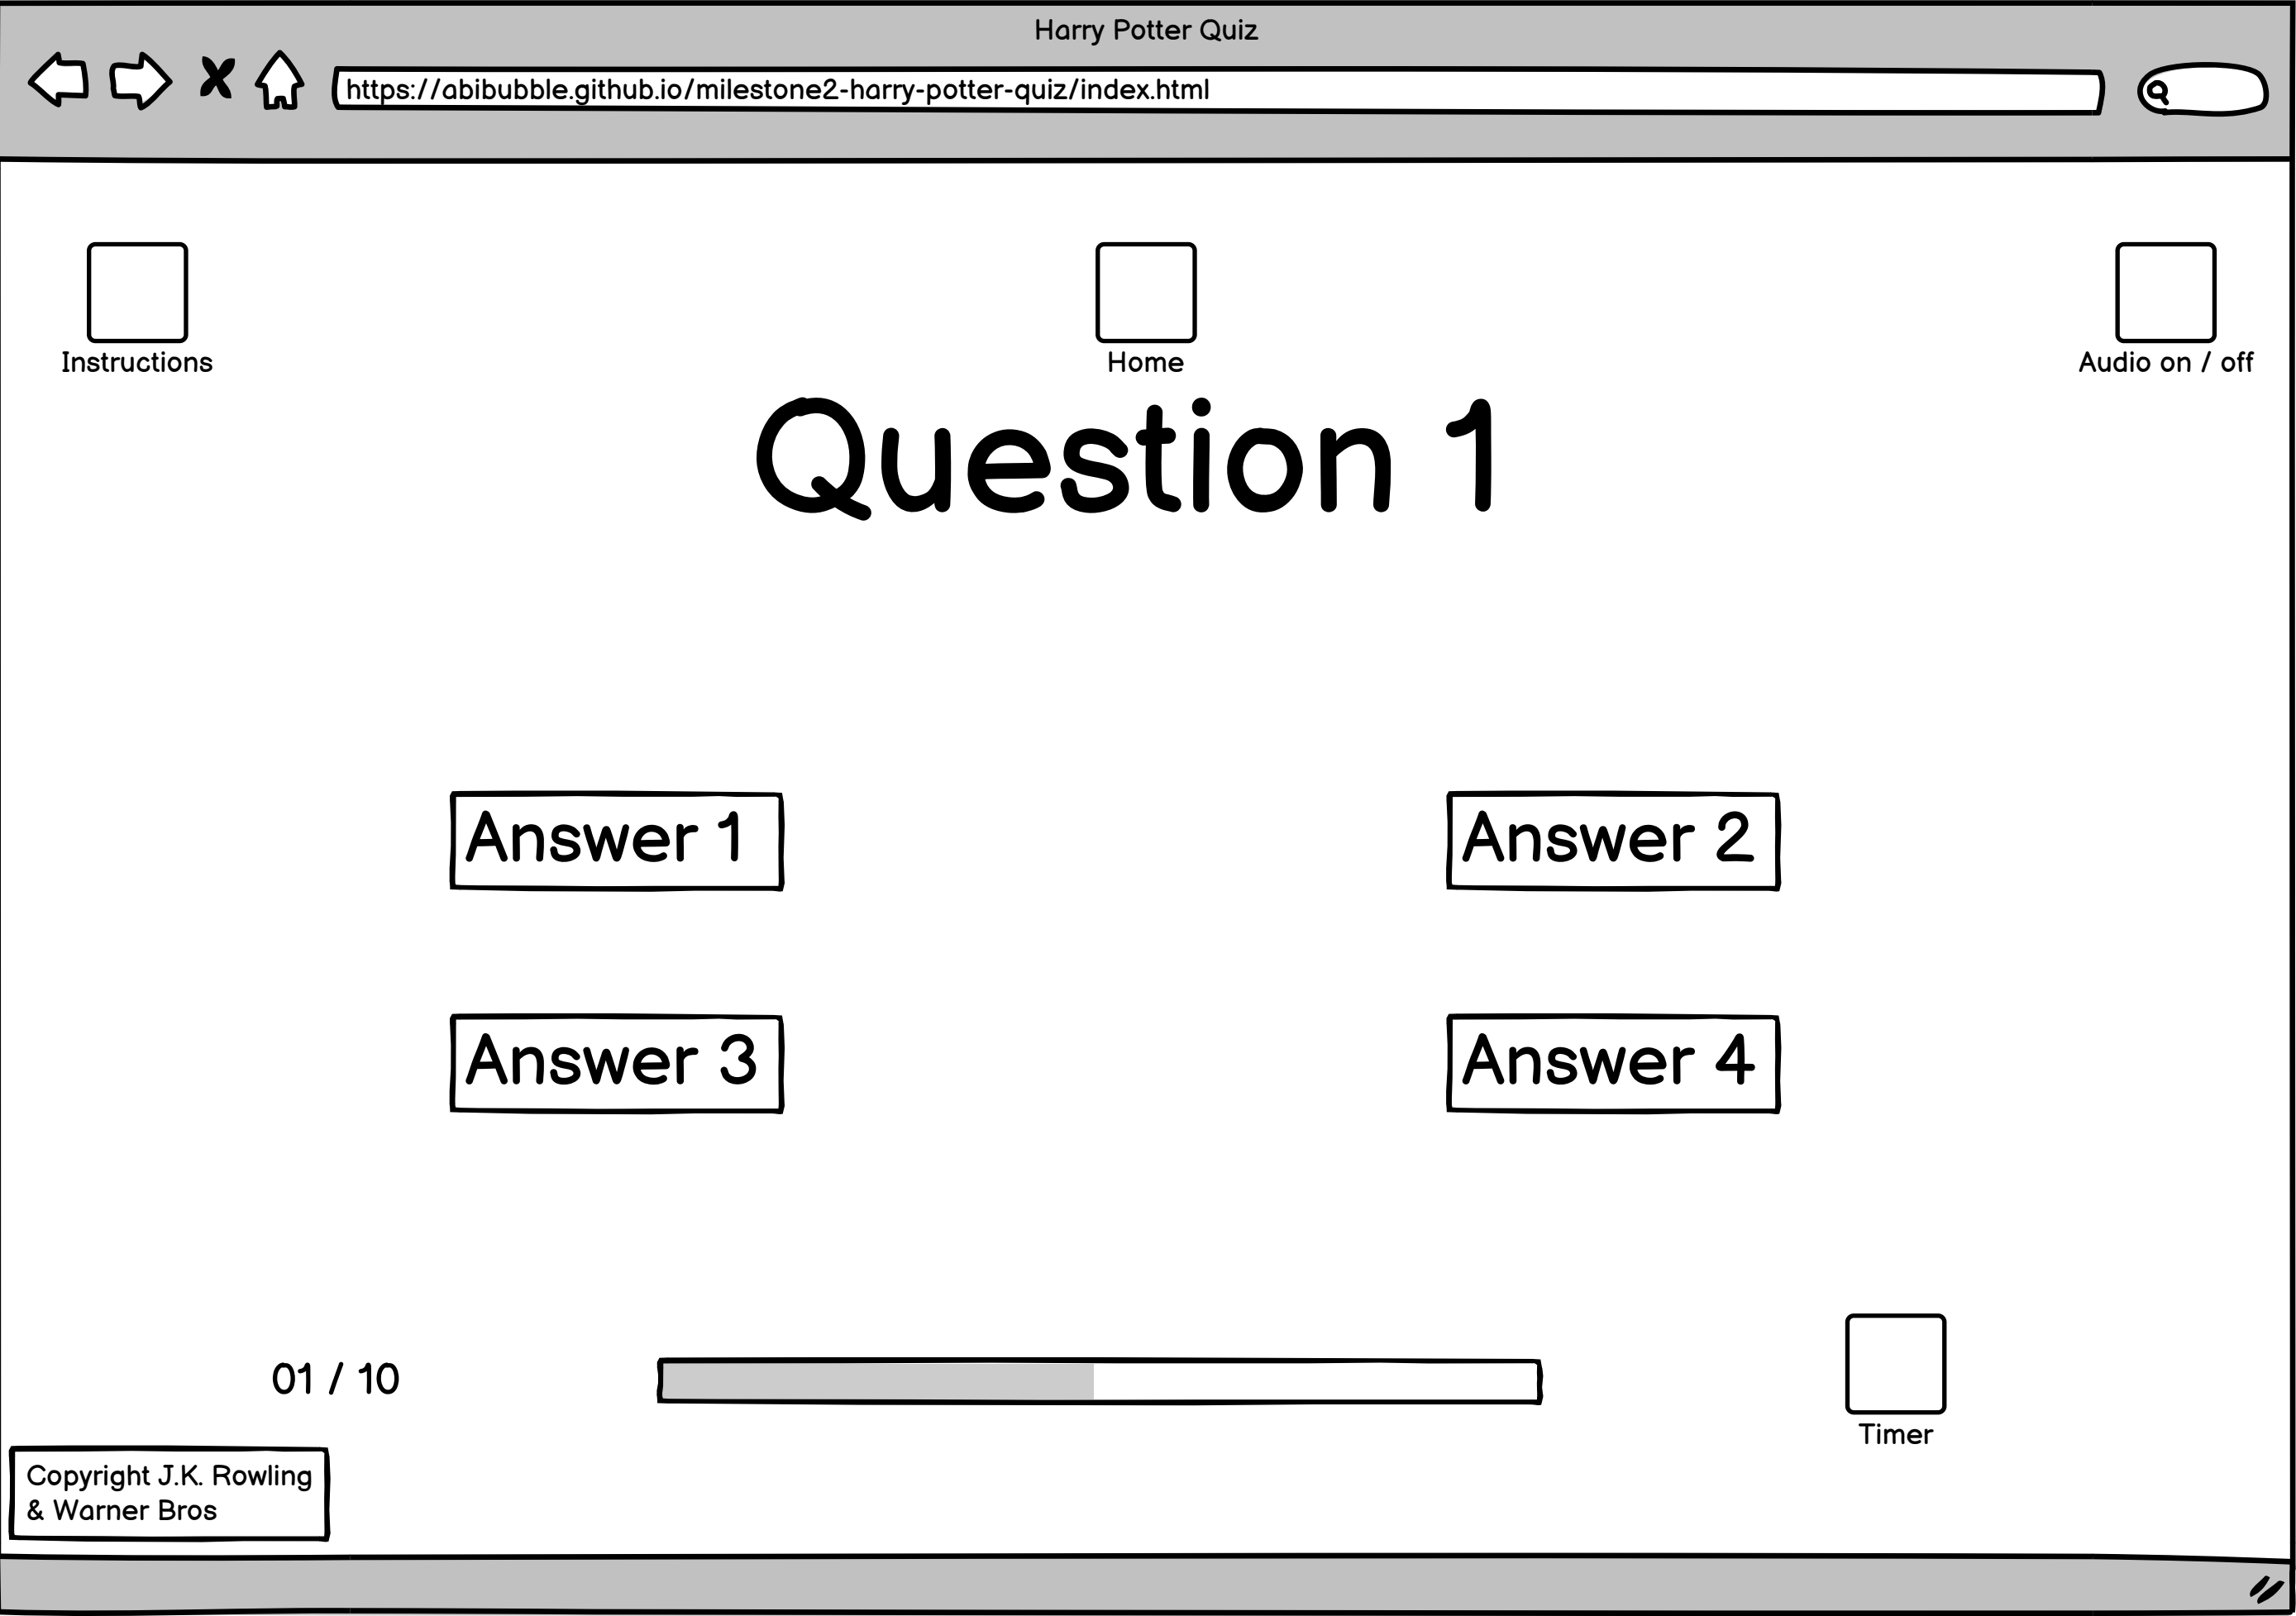 Harry Potter Quiz
https://abibubble.github.io/milestone2-harry-potter-quiz/index.html
Instructions
Home
Audio on / off
Question 1
Answer 1
Answer 2
Answer 3
Answer 4
01 / 10
Timer
Copyright J.K. Rowling
& Warner Bros